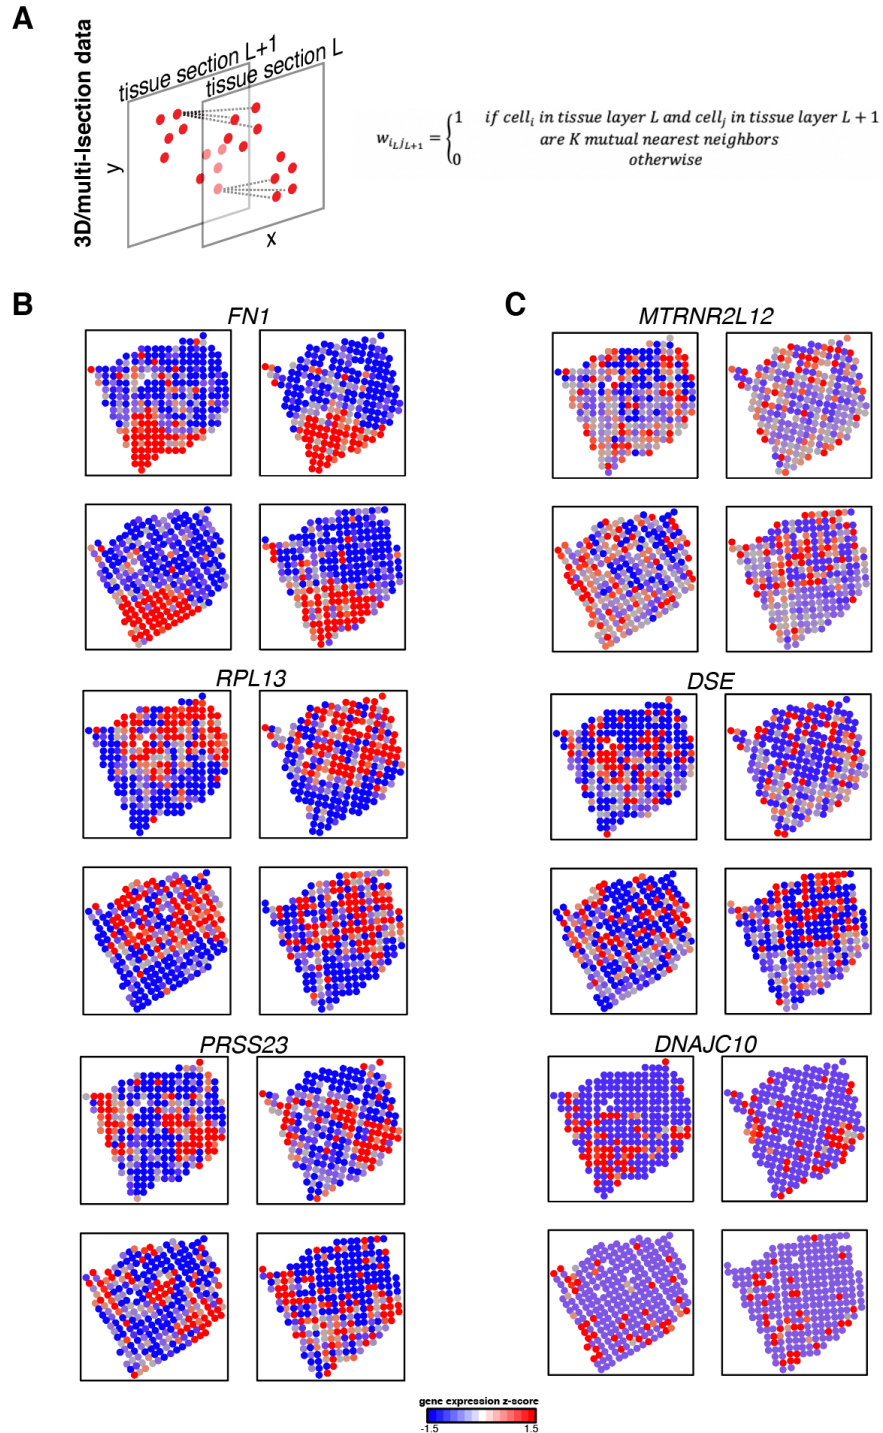 A
3D/multi-lsection data
tissue section L+1
tissue section L
y
x
w_{i_L j_{L+1}} = {1 if cell_i in tissue layer L and cell_j in tissue layer L + 1
are K mutual nearest neighbors
0 otherwise
B
FN1
RPL13
PRSS23
C
MTRNR2L12
DSE
DNAJC10
gene expression z-score
-1.5 1.5